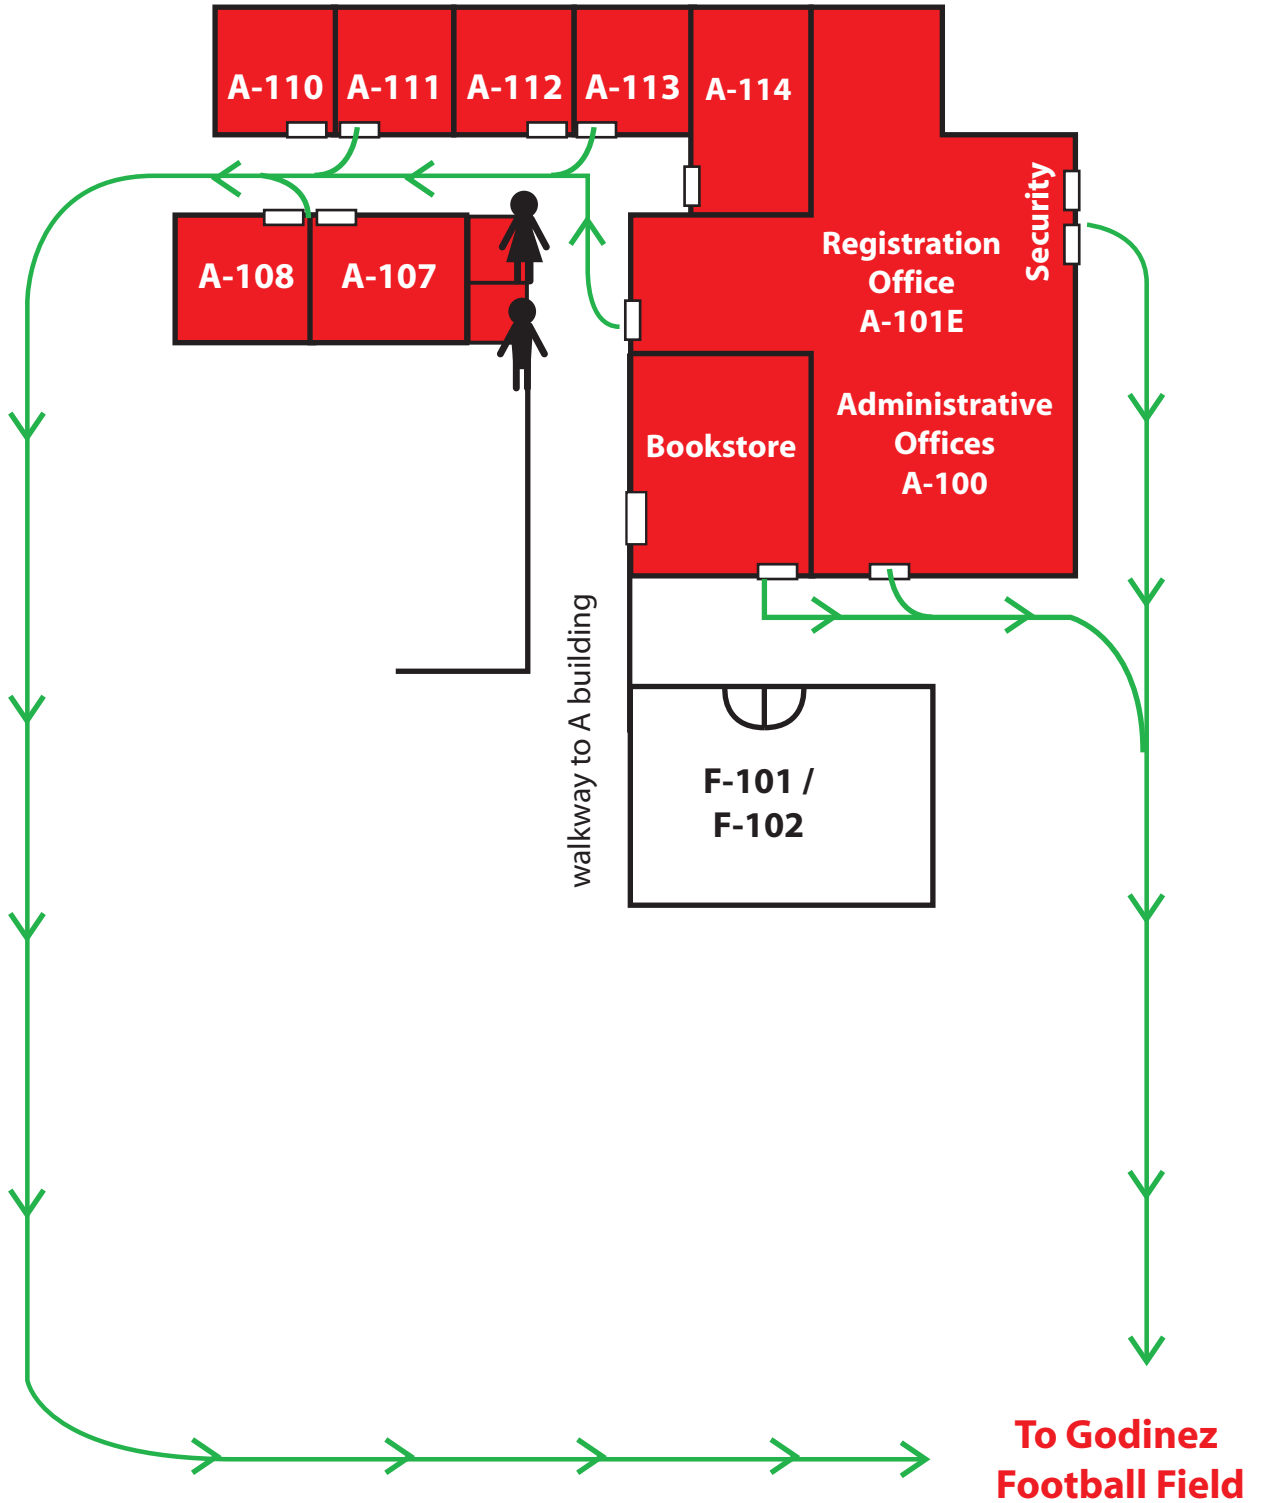 A-110
A-111
A-112
A-113
A-114
Security
Registration
Office
A-101E
A-108
A-107
Administrative
Offices
A-100
Bookstore
walkway to A building
F-101 /
F-102
To Godinez
Football Field